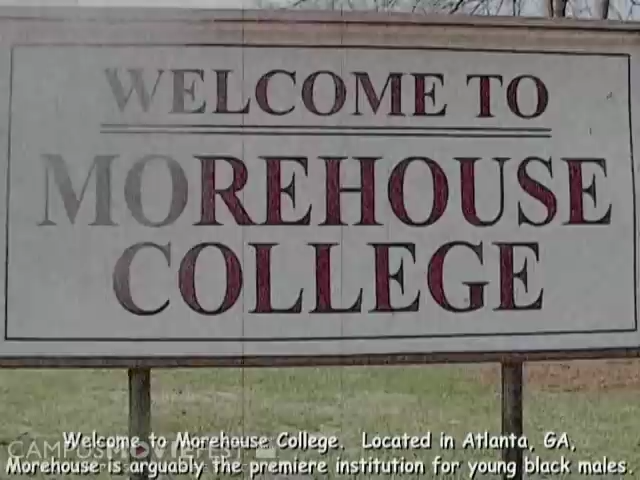 WELCOME TO
MOREHOUSE
COLLEGE
Welcome to Morehouse College. Located in Atlanta, GA,
Morehouse is arguably the premiere institution for young black males.
CAMPUSMOVIEFEST